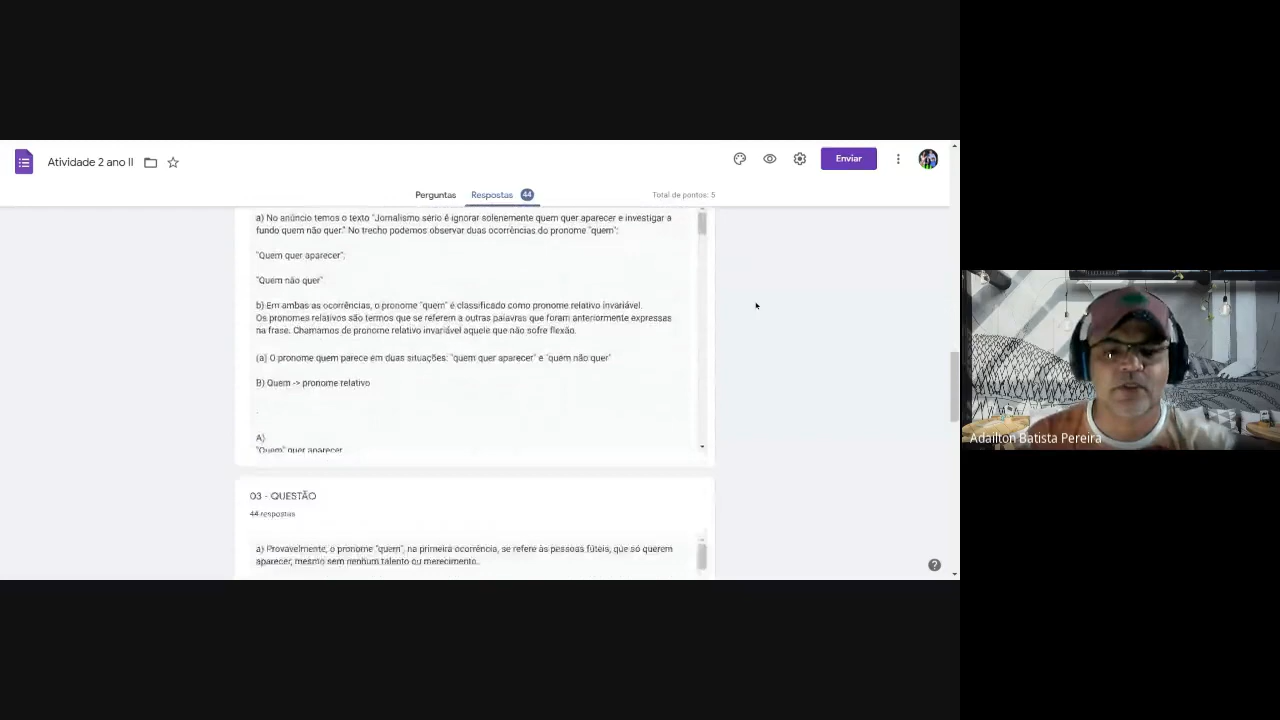 Atividade 2 ano II
Enviar
Perguntas
Respostas
44
Total de pontos: 5
a) No anúncio temos o texto "Jornalismo sério é ignorar solenemente quem quer aparecer e investigar a
fundo quem não quer." No trecho podemos observar duas ocorrências do pronome "quem":
"Quem quer aparecer";
"Quem não quer"
b) Em ambas as ocorrências, o pronome "quem" é classificado como pronome relativo invariável.
Os pronomes relativos são termos que se referem a outras palavras que foram anteriormente expressas
na frase. Chamamos de pronome relativo invariável aquele que não sofre flexão.
(a) O pronome quem parece em duas situações: "quem quer aparecer" e "quem não quer"
B) Quem -> pronome relativo
.
A)
"Quem" quer aparecer
03 - QUESTÃO
44 respostas
a) Provavelmente, o pronome "quem", na primeira ocorrência, se refere às pessoas fúteis, que só querem
aparecer, mesmo sem nenhum talento ou merecimento.
Adailton Batista Pereira